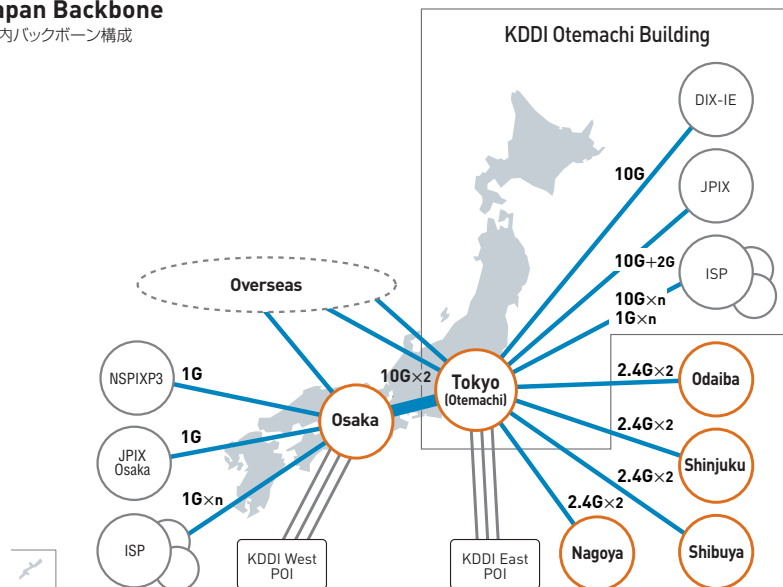 apan Backbone
内バックボーン構成
KDDI Otemachi Building
DIX-IE
10G
JPIX
10G+2G
ISP
10G×n
1G×n
Overseas
10G×2
Tokyo
(Otemachi)
2.4G×2
Odaiba
NSPIXP3
1G
Osaka
2.4G×2
Shinjuku
JPIX
Osaka
1G
2.4G×2
1G×n
2.4G×2
ISP
KDDI West
POI
KDDI East
POI
Nagoya
Shibuya